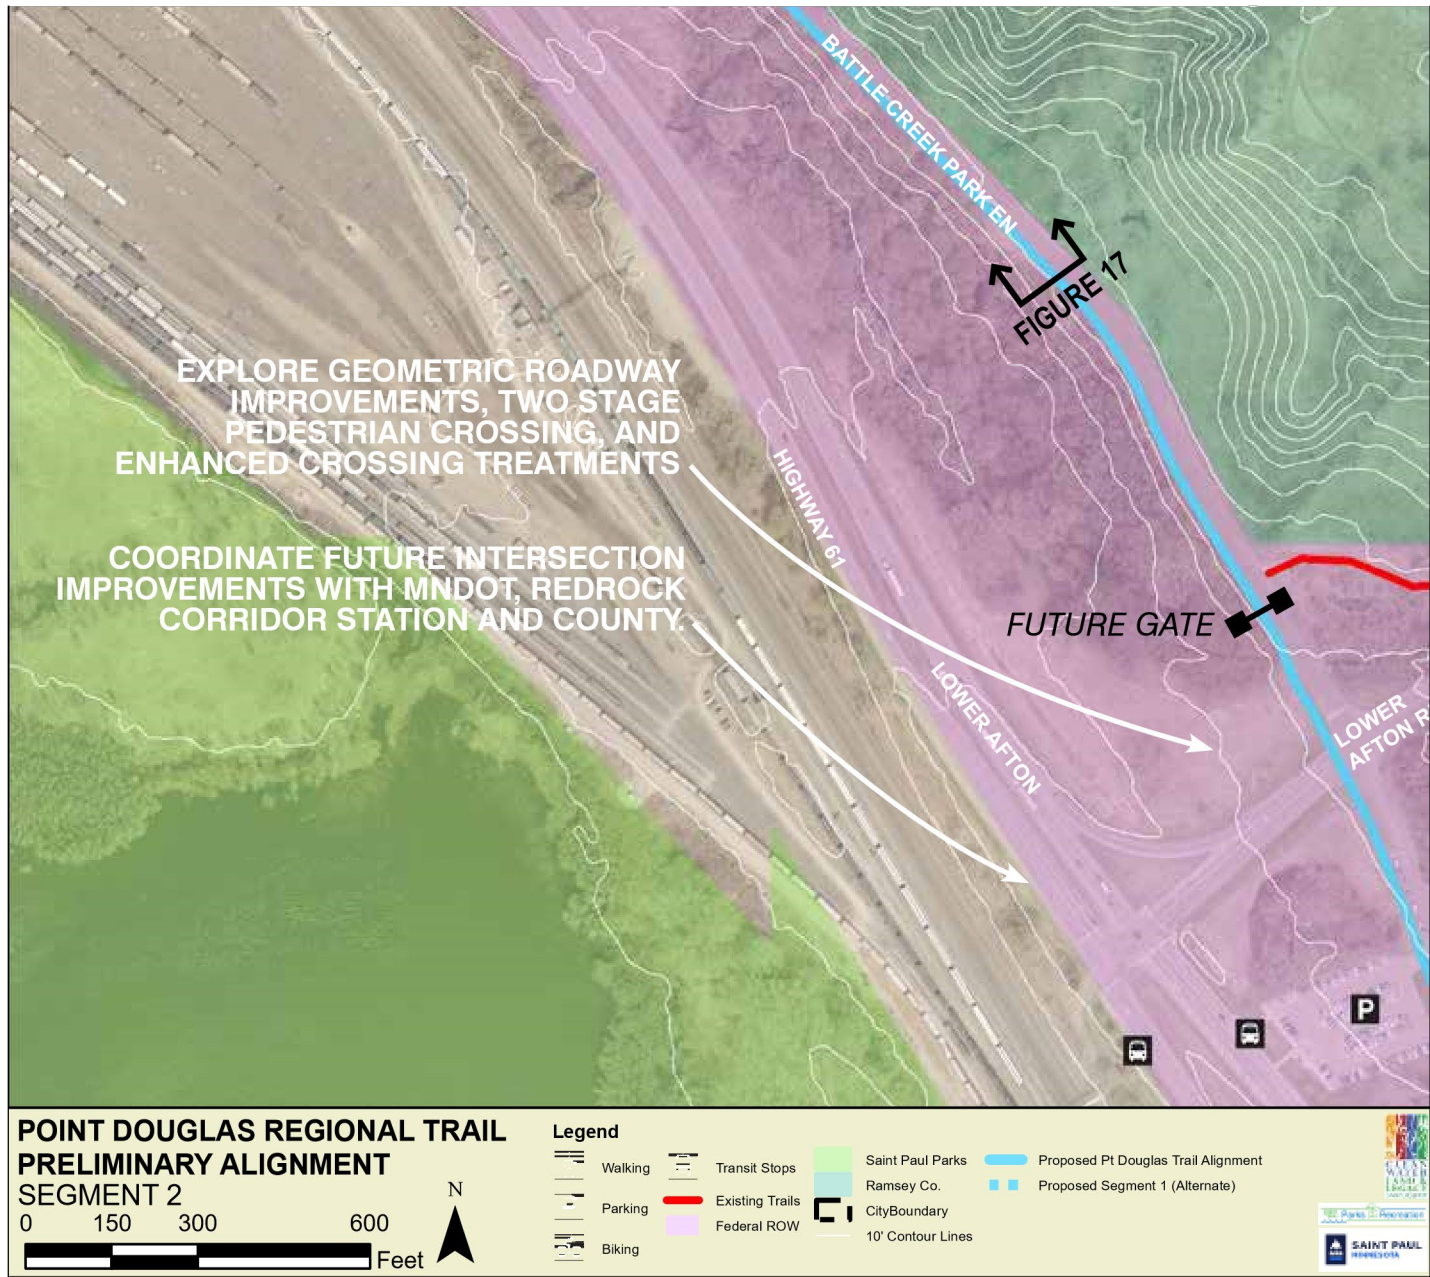 BATTLE CREEK PARK EN
FIGURE 17
EXPLORE GEOMETRIC ROADWAY
IMPROVEMENTS, TWO STAGE
PEDESTRIAN CROSSING, AND
ENHANCED CROSSING TREATMENTS
HIGHWAY 61
COORDINATE FUTURE INTERSECTION
IMPROVEMENTS WITH MNDOT, REDROCK
CORRIDOR STATION AND COUNTY.
FUTURE GATE
LOWER AFTON
LOWER
AFTON R
P
POINT DOUGLAS REGIONAL TRAIL
PRELIMINARY ALIGNMENT
SEGMENT 2
0 150 300 600
Feet
N
Legend
Walking
Parking
Biking
Transit Stops
Existing Trails
Federal ROW
Saint Paul Parks
Ramsey Co.
CityBoundary
10' Contour Lines
Proposed Pt Douglas Trail Alignment
Proposed Segment 1 (Alternate)
Parks & Recreation
SAINT PAUL
MINNESOTA